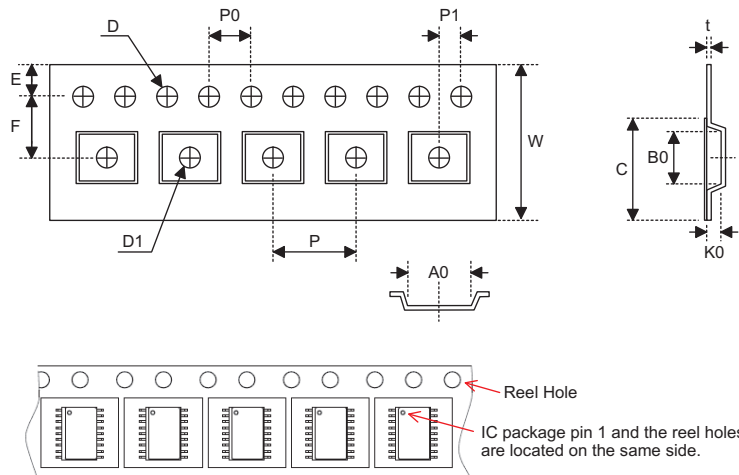 D
P0
P1
t
E
F
W
C
B0
D1
P
K0
A0
Reel Hole
IC package pin 1 and the reel holes
are located on the same side.